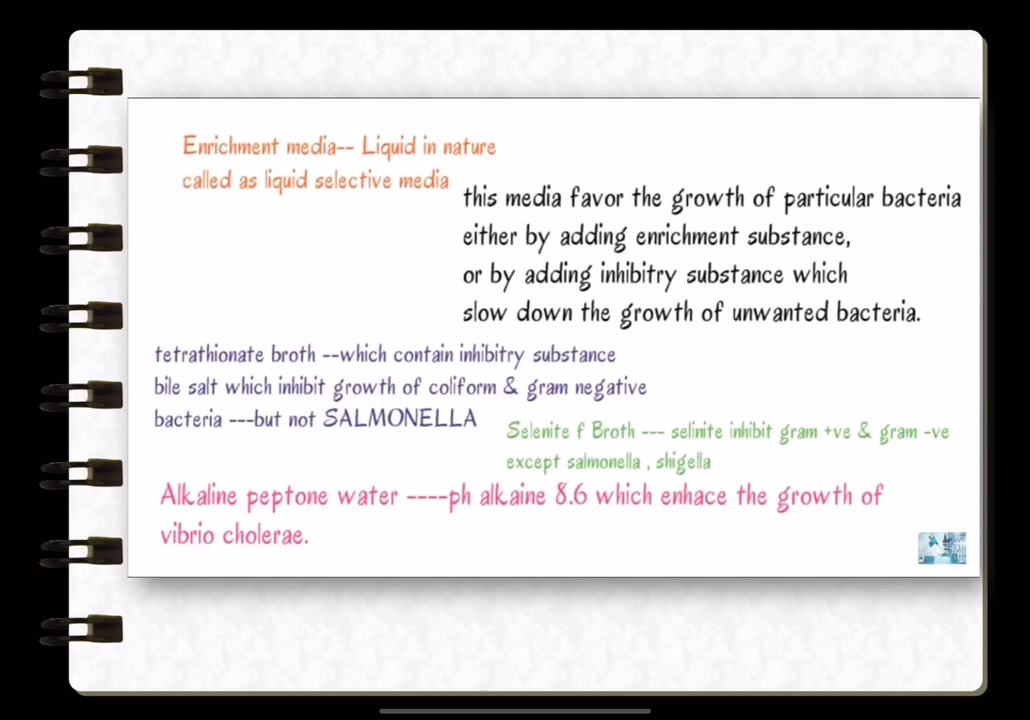 Enrichment media-- Liquid in nature
called as liquid selective media
this media favor the growth of particular bacteria
either by adding enrichment substance,
or by adding inhibitry substance which
slow down the growth of unwanted bacteria.
tetrathionate broth --which contain inhibitry substance
bile salt which inhibit growth of coliform & gram negative
bacteria ---but not SALMONELLA
Selenite f Broth --- selinite inhibit gram +ve & gram -ve
except salmonella , shigella
Alkaline peptone water ----ph alkaine 8.6 which enhace the growth of
vibrio cholerae.